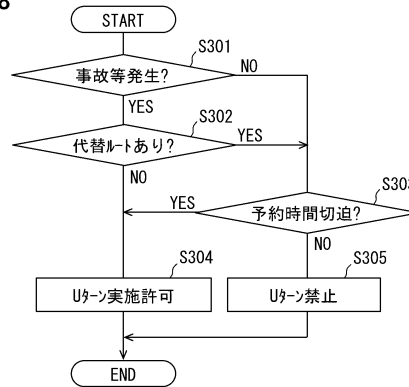 START
S301
事故等発生?
NO
YES
S302
代替ﾙｰﾄあり?
YES
NO
S303
YES
予約時間切迫?
NO
S304
S305
Uﾀｰﾝ実施許可
Uﾀｰﾝ禁止
END